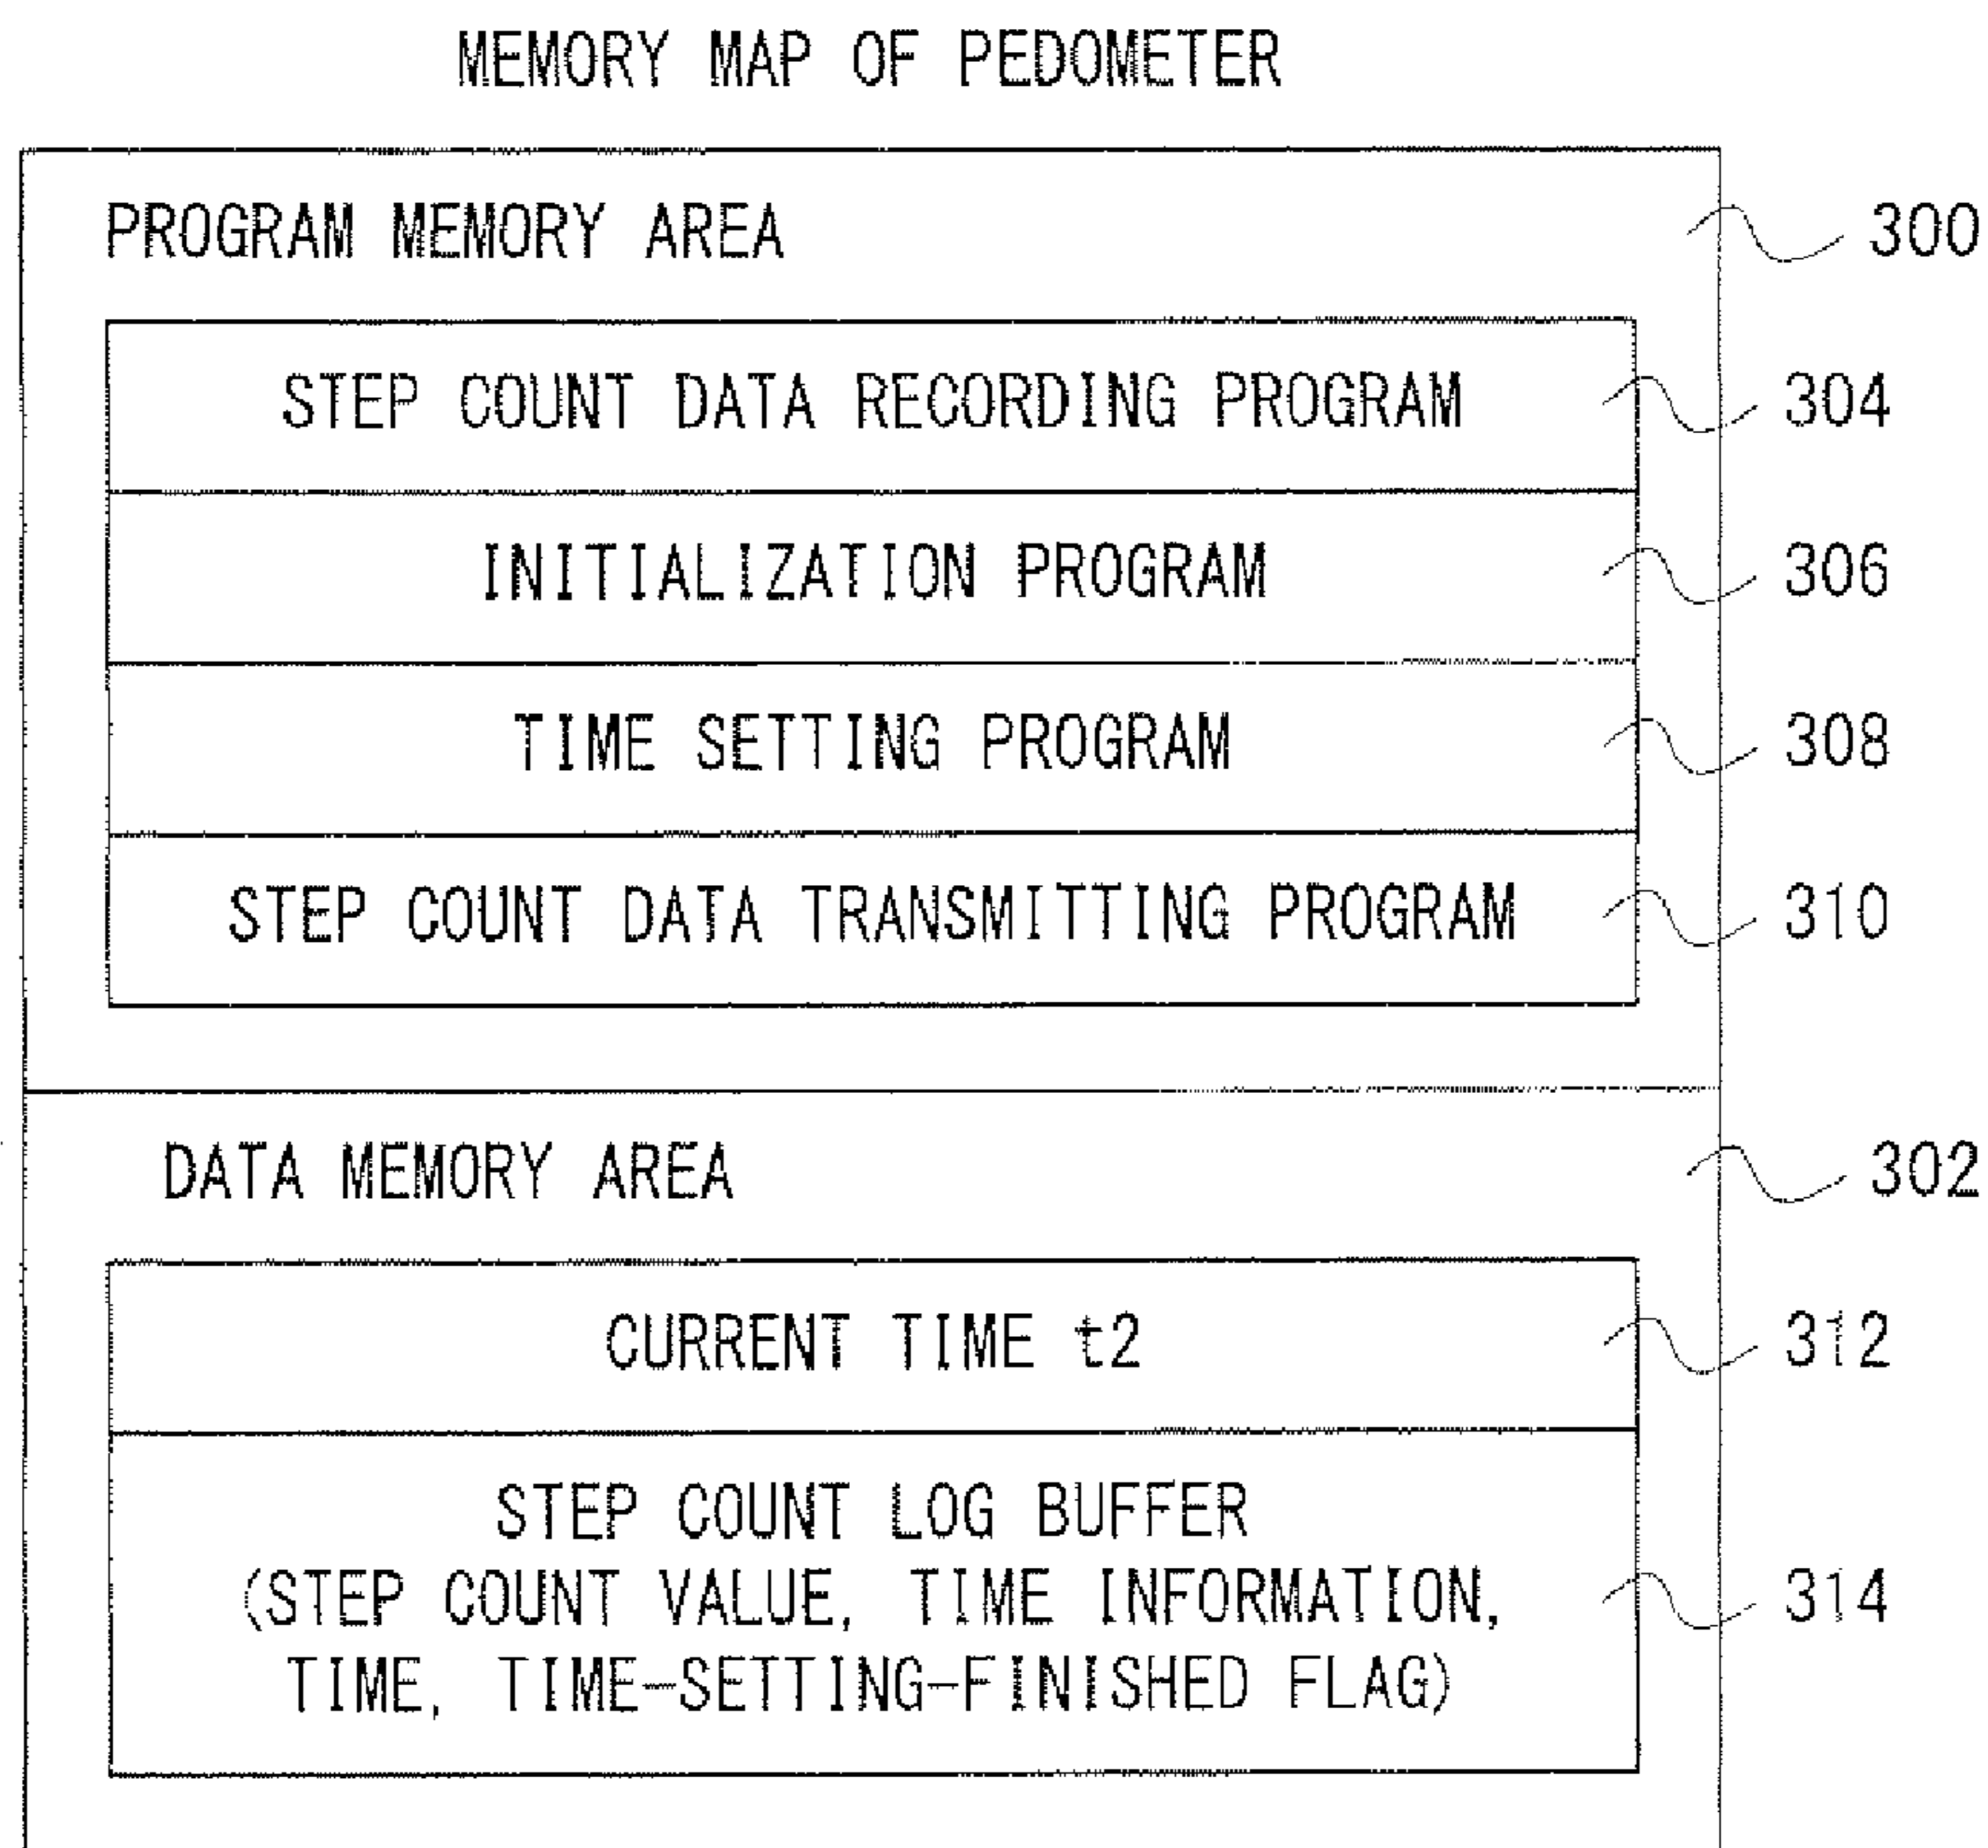 MEMORY MAP OF PEDOMETER
PROGRAM MEMORY AREA 300
STEP COUNT DATA RECORDING PROGRAM 304
INITIALIZATION PROGRAM 306
TIME SETTING PROGRAM 308
STEP COUNT DATA TRANSMITTING PROGRAM 310
DATA MEMORY AREA 302
CURRENT TIME t2 312
STEP COUNT LOG BUFFER
(STEP COUNT VALUE, TIME INFORMATION, 314
TIME, TIME-SETTING-FINISHED FLAG)